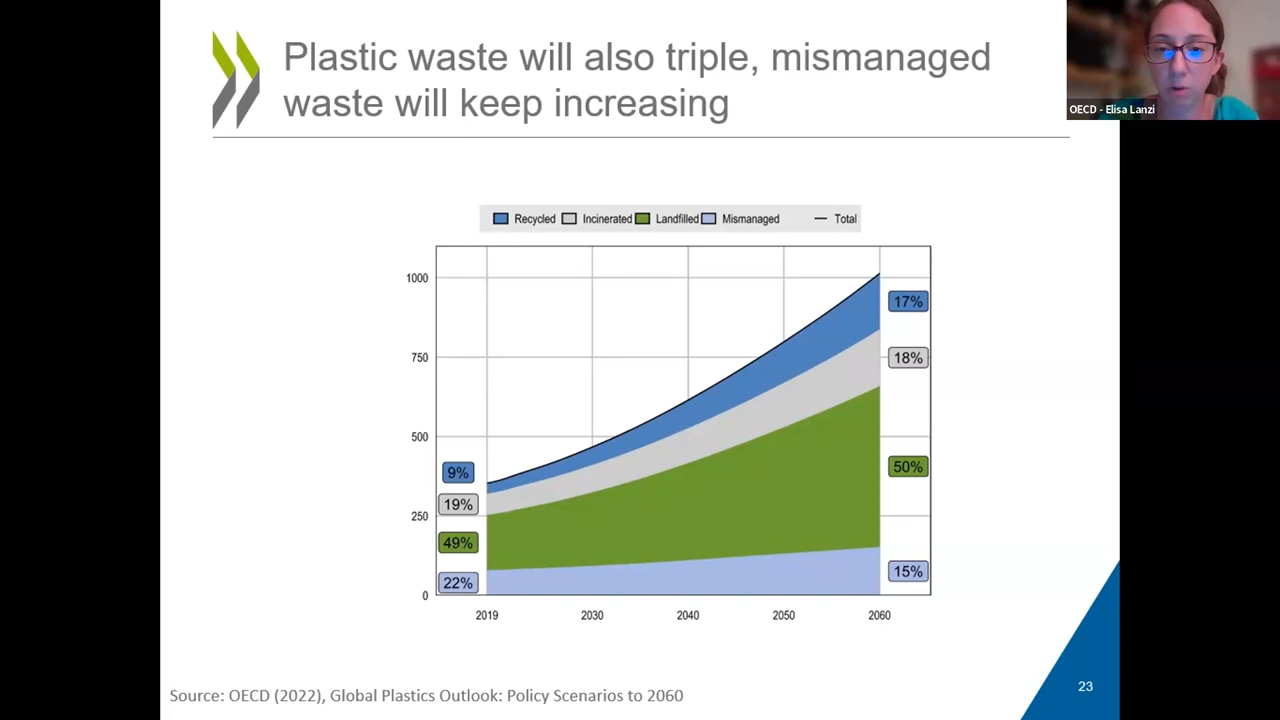 Plastic waste will also triple, mismanaged
waste will keep increasing
OECD - Elisa Lanzi
Recycled Incinerated Landfilled Mismanaged Total
1000
750
500
250
0
9%
19%
49%
22%
17%
18%
50%
15%
2019 2030 2040 2050 2060
Source: OECD (2022), Global Plastics Outlook: Policy Scenarios to 2060
23